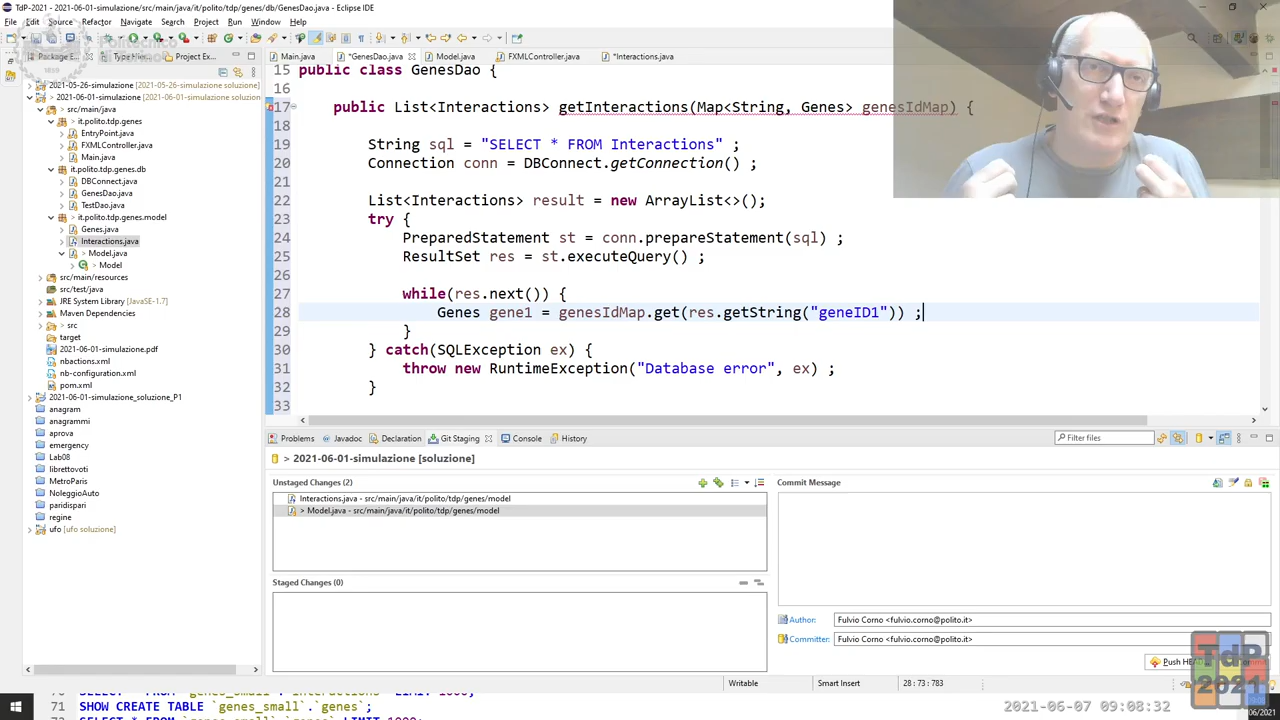 TdP-2021 - 2021-06-01-simulazione/src/main/java/it/polito/tdp/genes/db/GenesDao.java - Eclipse IDE
File Edit Source Refactor Navigate Search Project Run Window Help
Politecnico
Package E... Type Hier... Project Ex...
Main.java *GenesDao.java Model.java FXMLController.java *Interactions.java
2021-05-26-simulazione [2021-05-26-simulazione soluzione]
> 2021-06-01-simulazione [2021-06-01-simulazione soluzion
> src/main/java
> it.polito.tdp.genes
EntryPoint.java
FXMLController.java
Main.java
> it.polito.tdp.genes.db
DBConnect.java
GenesDao.java
TestDao.java
> it.polito.tdp.genes.model
Genes.java
Interactions.java
> Model.java
> Model
src/main/resources
src/test/java
JRE System Library [JavaSE-1.7]
Maven Dependencies
> src
target
2021-06-01-simulazione.pdf
nbactions.xml
nb-configuration.xml
pom.xml
2021-06-01-simulazione_soluzione_P1
anagram
anagrammi
aprova
emergency
Lab08
librettovoti
MetroParis
NoleggioAuto
paridispari
regine
ufo [ufo soluzione]
15 public class GenesDao {
16
17 public List<Interactions> getInteractions(Map<String, Genes> genesIdMap) {
18
19 String sql = "SELECT * FROM Interactions" ;
20 Connection conn = DBConnect.getConnection() ;
21
22 List<Interactions> result = new ArrayList<>();
23 try {
24 PreparedStatement st = conn.prepareStatement(sql) ;
25 ResultSet res = st.executeQuery() ;
26
27 while(res.next()) {
28 Genes gene1 = genesIdMap.get(res.getString("geneID1")) ;
29 }
30 } catch(SQLException ex) {
31 throw new RuntimeException("Database error", ex) ;
32 }
33
Problems Javadoc Declaration Git Staging Console History
Filter files
> 2021-06-01-simulazione [soluzione]
Unstaged Changes (2)
Interactions.java - src/main/java/it/polito/tdp/genes/model
> Model.java - src/main/java/it/polito/tdp/genes/model
Staged Changes (0)
Commit Message
Author: Fulvio Corno <fulvio.corno@polito.it>
Committer: Fulvio Corno <fulvio.corno@polito.it>
Push HEAD
Writable Smart Insert 28 : 73 : 783
TdP
2021
71 SHOW CREATE TABLE `genes_small`.`genes`;
2021-06-07 09:08:32